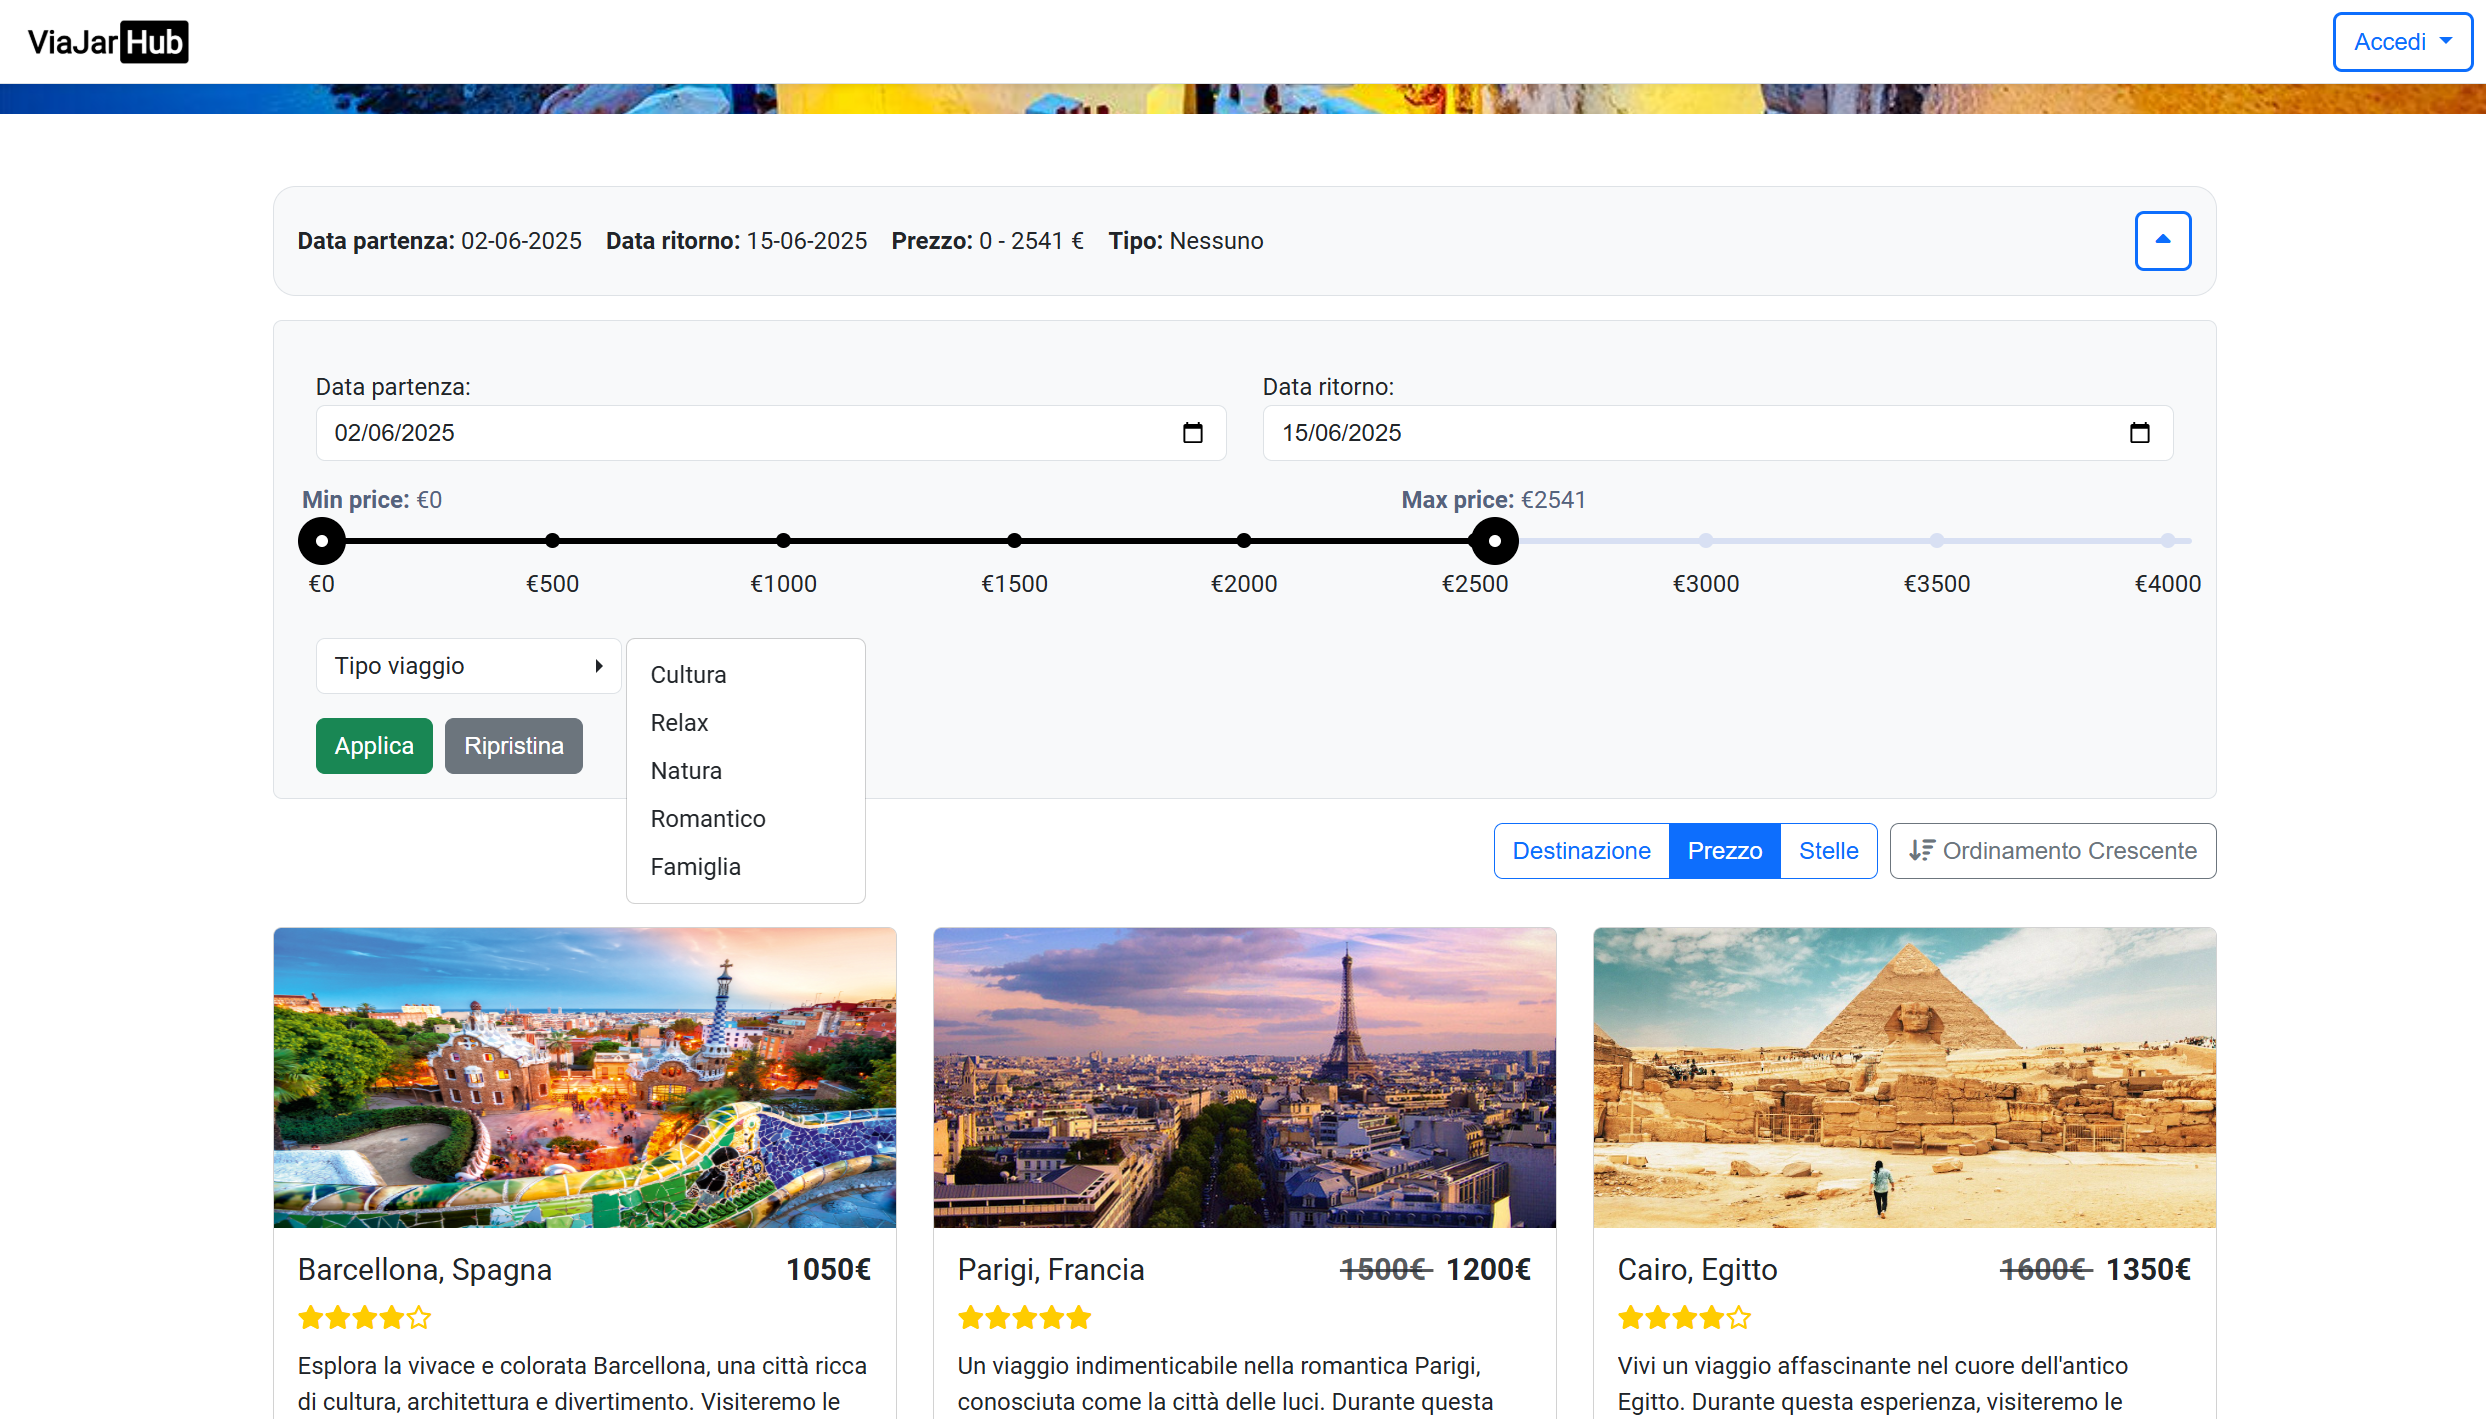 ViaJar Hub
Accedi
Data partenza: 02-06-2025 Data ritorno: 15-06-2025 Prezzo: 0 - 2541 € Tipo: Nessuno
Data partenza:
Data ritorno:
02/06/2025
15/06/2025
Min price: €0
Max price: €2541
€0 €500 €1000 €1500 €2000 €2500 €3000 €3500 €4000
Tipo viaggio
Cultura
Relax
Natura
Romantico
Famiglia
Applica
Ripristina
Destinazione Prezzo Stelle
Ordinamento Crescente
Barcellona, Spagna 1050€
Esplora la vivace e colorata Barcellona, una città ricca
di cultura, architettura e divertimento. Visiteremo le
Parigi, Francia 1500€ 1200€
Un viaggio indimenticabile nella romantica Parigi,
conosciuta come la città delle luci. Durante questa
Cairo, Egitto 1600€ 1350€
Vivi un viaggio affascinante nel cuore dell'antico
Egitto. Durante questa esperienza, visiteremo le